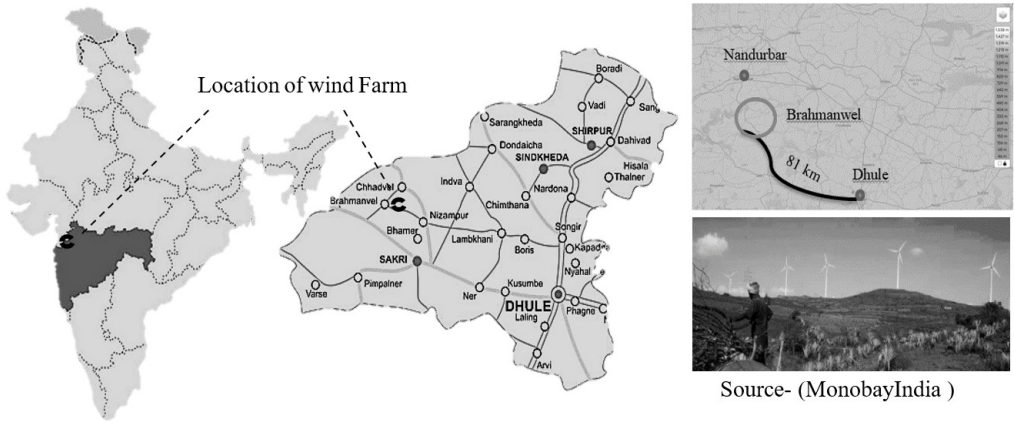 Location of wind Farm
Boradi
Vadi
Sang
Sarangkheda
SHIRPUR
Dahivad
Dondaicha
SINDKHEDA
Hisala
Thalner
Chhadvel
Indva
Nardona
Brahmanvel
Chimthana
Nizampur
Bhamer
Lambkhani
Songir
Boris
Kapadne
SAKRI
Nyahal
Varse
Pimpalner
Ner
Kusumbe
DHULE
Phagne
Laling
Arvi
Nandurbar
Brahmanwel
81 km
Dhule
Source- (MonobayIndia )